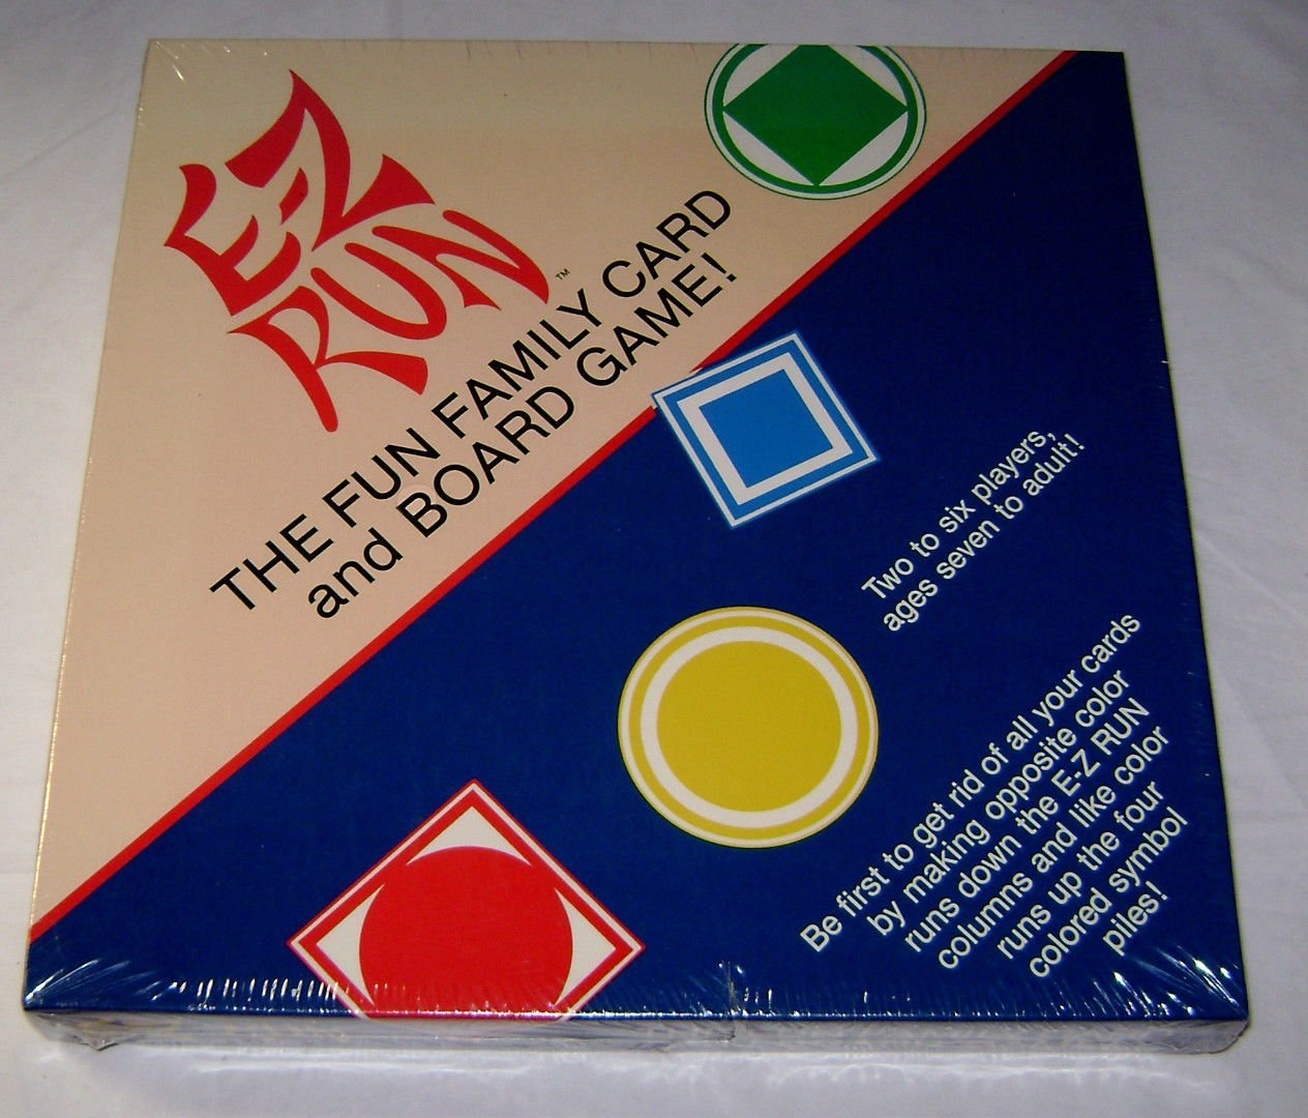 E-Z
RUN™
THE FUN FAMILY CARD
and BOARD GAME!
Two to six players,
ages seven to adult!
Be first to get rid of all your cards
by making opposite color
runs down the E-Z RUN
columns and like color
runs up the four
colored symbol
piles!